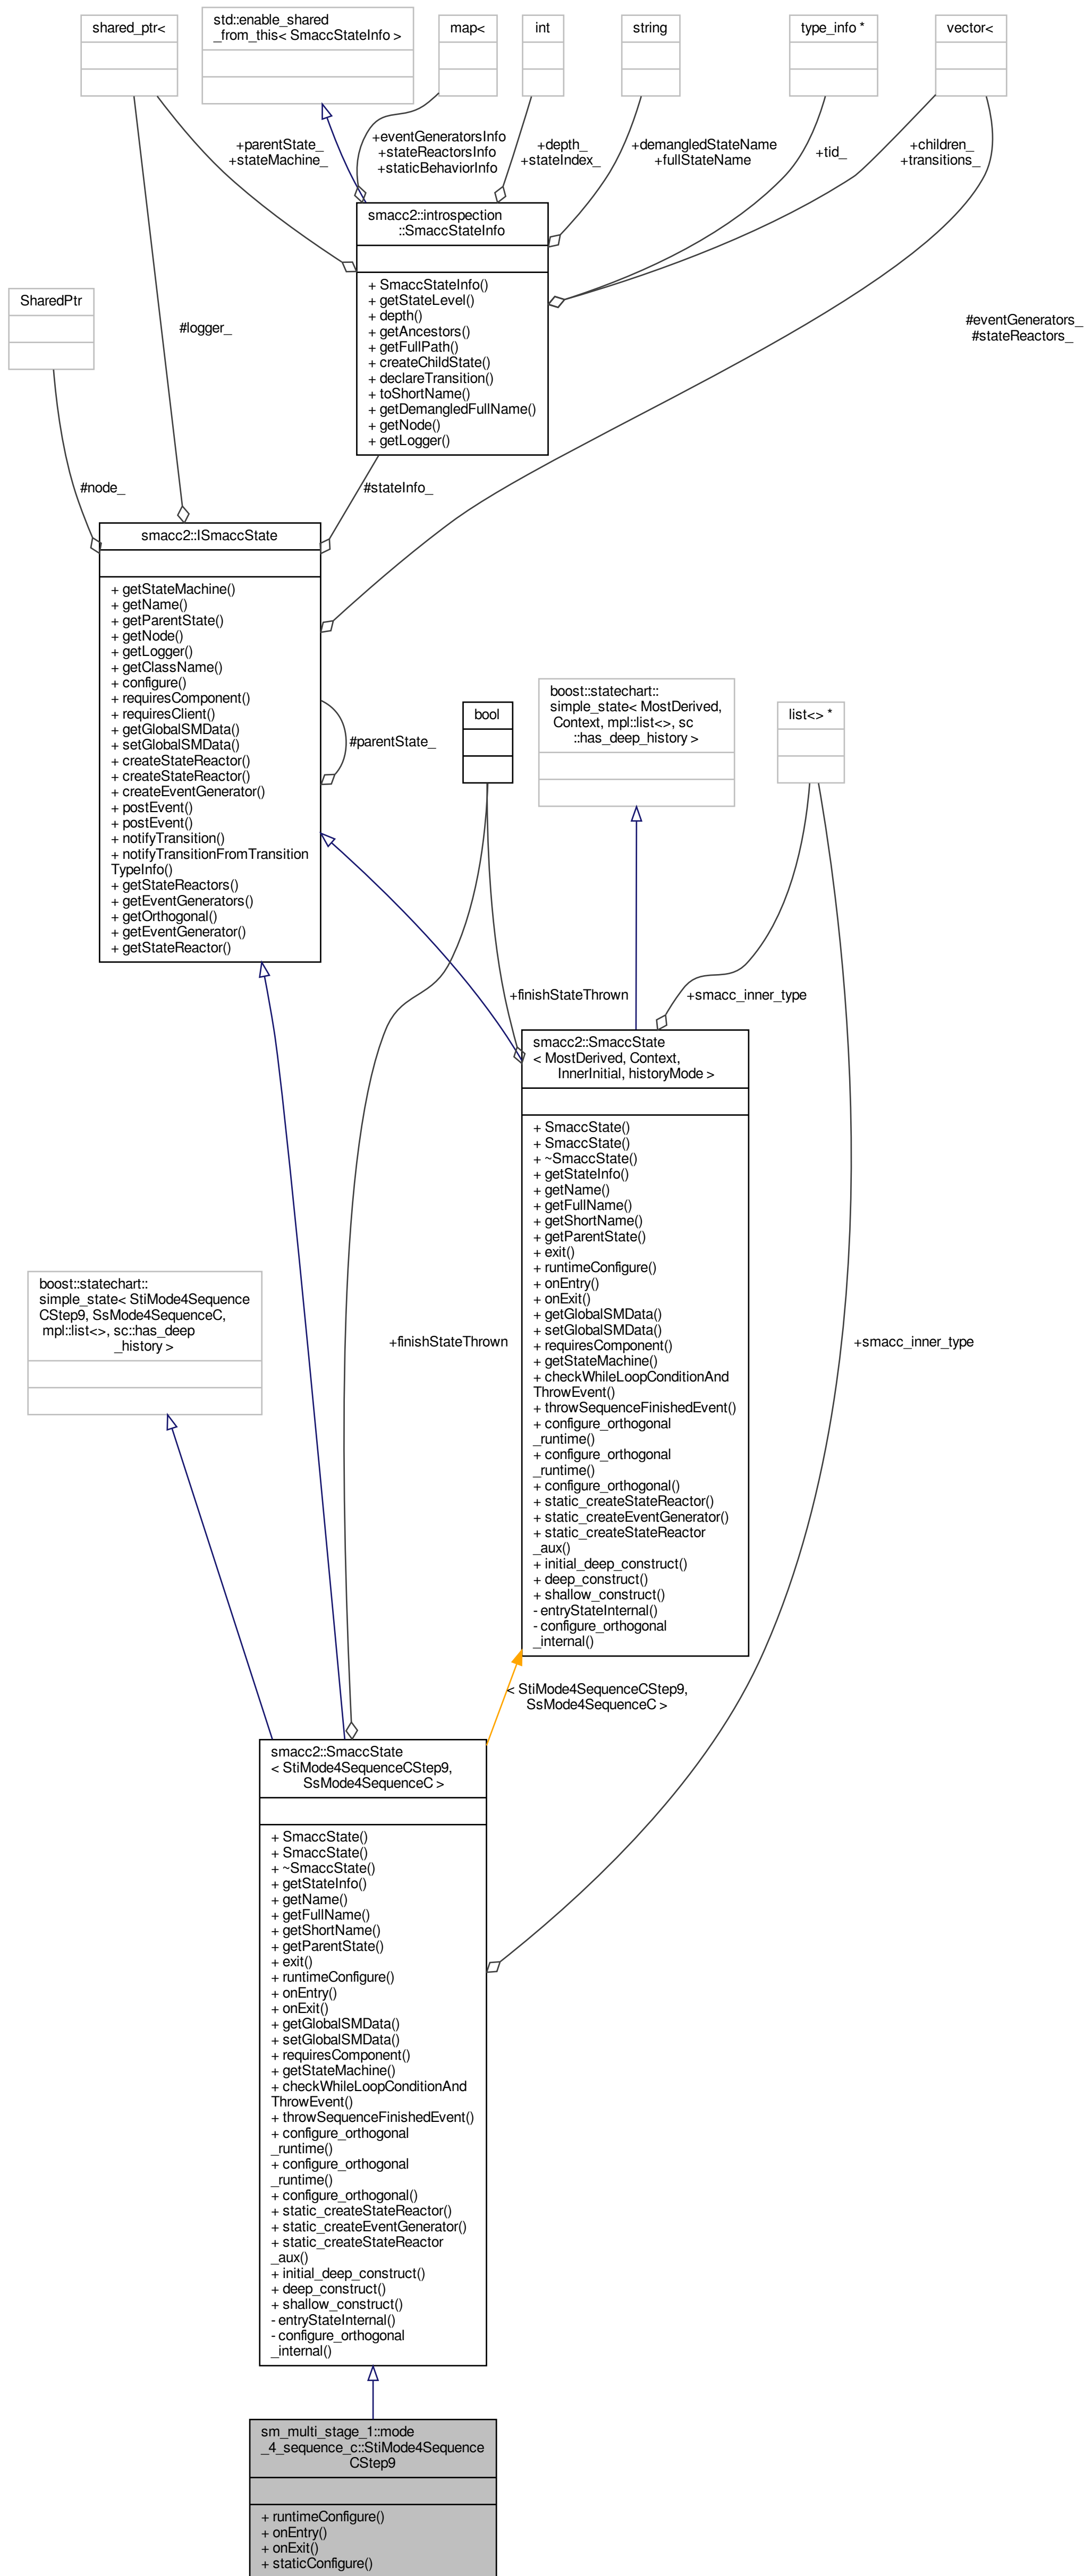 shared_ptr<
std::enable_shared
_from_this< SmaccStateInfo >
map<
int
string
type_info *
vector<
+parentState_
+stateMachine_
+eventGeneratorsInfo
+stateReactorsInfo
+staticBehaviorInfo
+depth_
+stateIndex_
+demangledStateName
+fullStateName
+tid_
+children_
+transitions_
smacc2::introspection
::SmaccStateInfo
+ SmaccStateInfo()
+ getStateLevel()
+ depth()
+ getAncestors()
+ getFullPath()
+ createChildState()
+ declareTransition()
+ toShortName()
+ getDemangledFullName()
+ getNode()
+ getLogger()
SharedPtr
#logger_
#eventGenerators_
#stateReactors_
#node_
#stateInfo_
smacc2::ISmaccState
+ getStateMachine()
+ getName()
+ getParentState()
+ getNode()
+ getLogger()
+ getClassName()
+ configure()
+ requiresComponent()
+ requiresClient()
+ getGlobalSMData()
+ setGlobalSMData()
+ createStateReactor()
+ createStateReactor()
+ createEventGenerator()
+ postEvent()
+ postEvent()
+ notifyTransition()
+ notifyTransitionFromTransition
TypeInfo()
+ getStateReactors()
+ getEventGenerators()
+ getOrthogonal()
+ getEventGenerator()
+ getStateReactor()
#parentState_
bool
boost::statechart::
simple_state< MostDerived,
Context, mpl::list<>, sc
::has_deep_history >
list<> *
+finishStateThrown
+smacc_inner_type
smacc2::SmaccState
< MostDerived, Context,
InnerInitial, historyMode >
+ SmaccState()
+ SmaccState()
+ ~SmaccState()
+ getStateInfo()
+ getName()
+ getFullName()
+ getShortName()
+ getParentState()
+ exit()
+ runtimeConfigure()
+ onEntry()
+ onExit()
+ getGlobalSMData()
+ setGlobalSMData()
+ requiresComponent()
+ getStateMachine()
+ checkWhileLoopConditionAnd
ThrowEvent()
+ throwSequenceFinishedEvent()
+ configure_orthogonal
_runtime()
+ configure_orthogonal
_runtime()
+ configure_orthogonal()
+ static_createStateReactor()
+ static_createEventGenerator()
+ static_createStateReactor
_aux()
+ initial_deep_construct()
+ deep_construct()
+ shallow_construct()
- entryStateInternal()
- configure_orthogonal
_internal()
boost::statechart::
simple_state< StiMode4Sequence
CStep9, SsMode4SequenceC,
mpl::list<>, sc::has_deep
_history >
+finishStateThrown
+smacc_inner_type
< StiMode4SequenceCStep9,
SsMode4SequenceC >
smacc2::SmaccState
< StiMode4SequenceCStep9,
SsMode4SequenceC >
+ SmaccState()
+ SmaccState()
+ ~SmaccState()
+ getStateInfo()
+ getName()
+ getFullName()
+ getShortName()
+ getParentState()
+ exit()
+ runtimeConfigure()
+ onEntry()
+ onExit()
+ getGlobalSMData()
+ setGlobalSMData()
+ requiresComponent()
+ getStateMachine()
+ checkWhileLoopConditionAnd
ThrowEvent()
+ throwSequenceFinishedEvent()
+ configure_orthogonal
_runtime()
+ configure_orthogonal
_runtime()
+ configure_orthogonal()
+ static_createStateReactor()
+ static_createEventGenerator()
+ static_createStateReactor
_aux()
+ initial_deep_construct()
+ deep_construct()
+ shallow_construct()
- entryStateInternal()
- configure_orthogonal
_internal()
sm_multi_stage_1::mode
_4_sequence_c::StiMode4Sequence
CStep9
+ runtimeConfigure()
+ onEntry()
+ onExit()
+ staticConfigure()